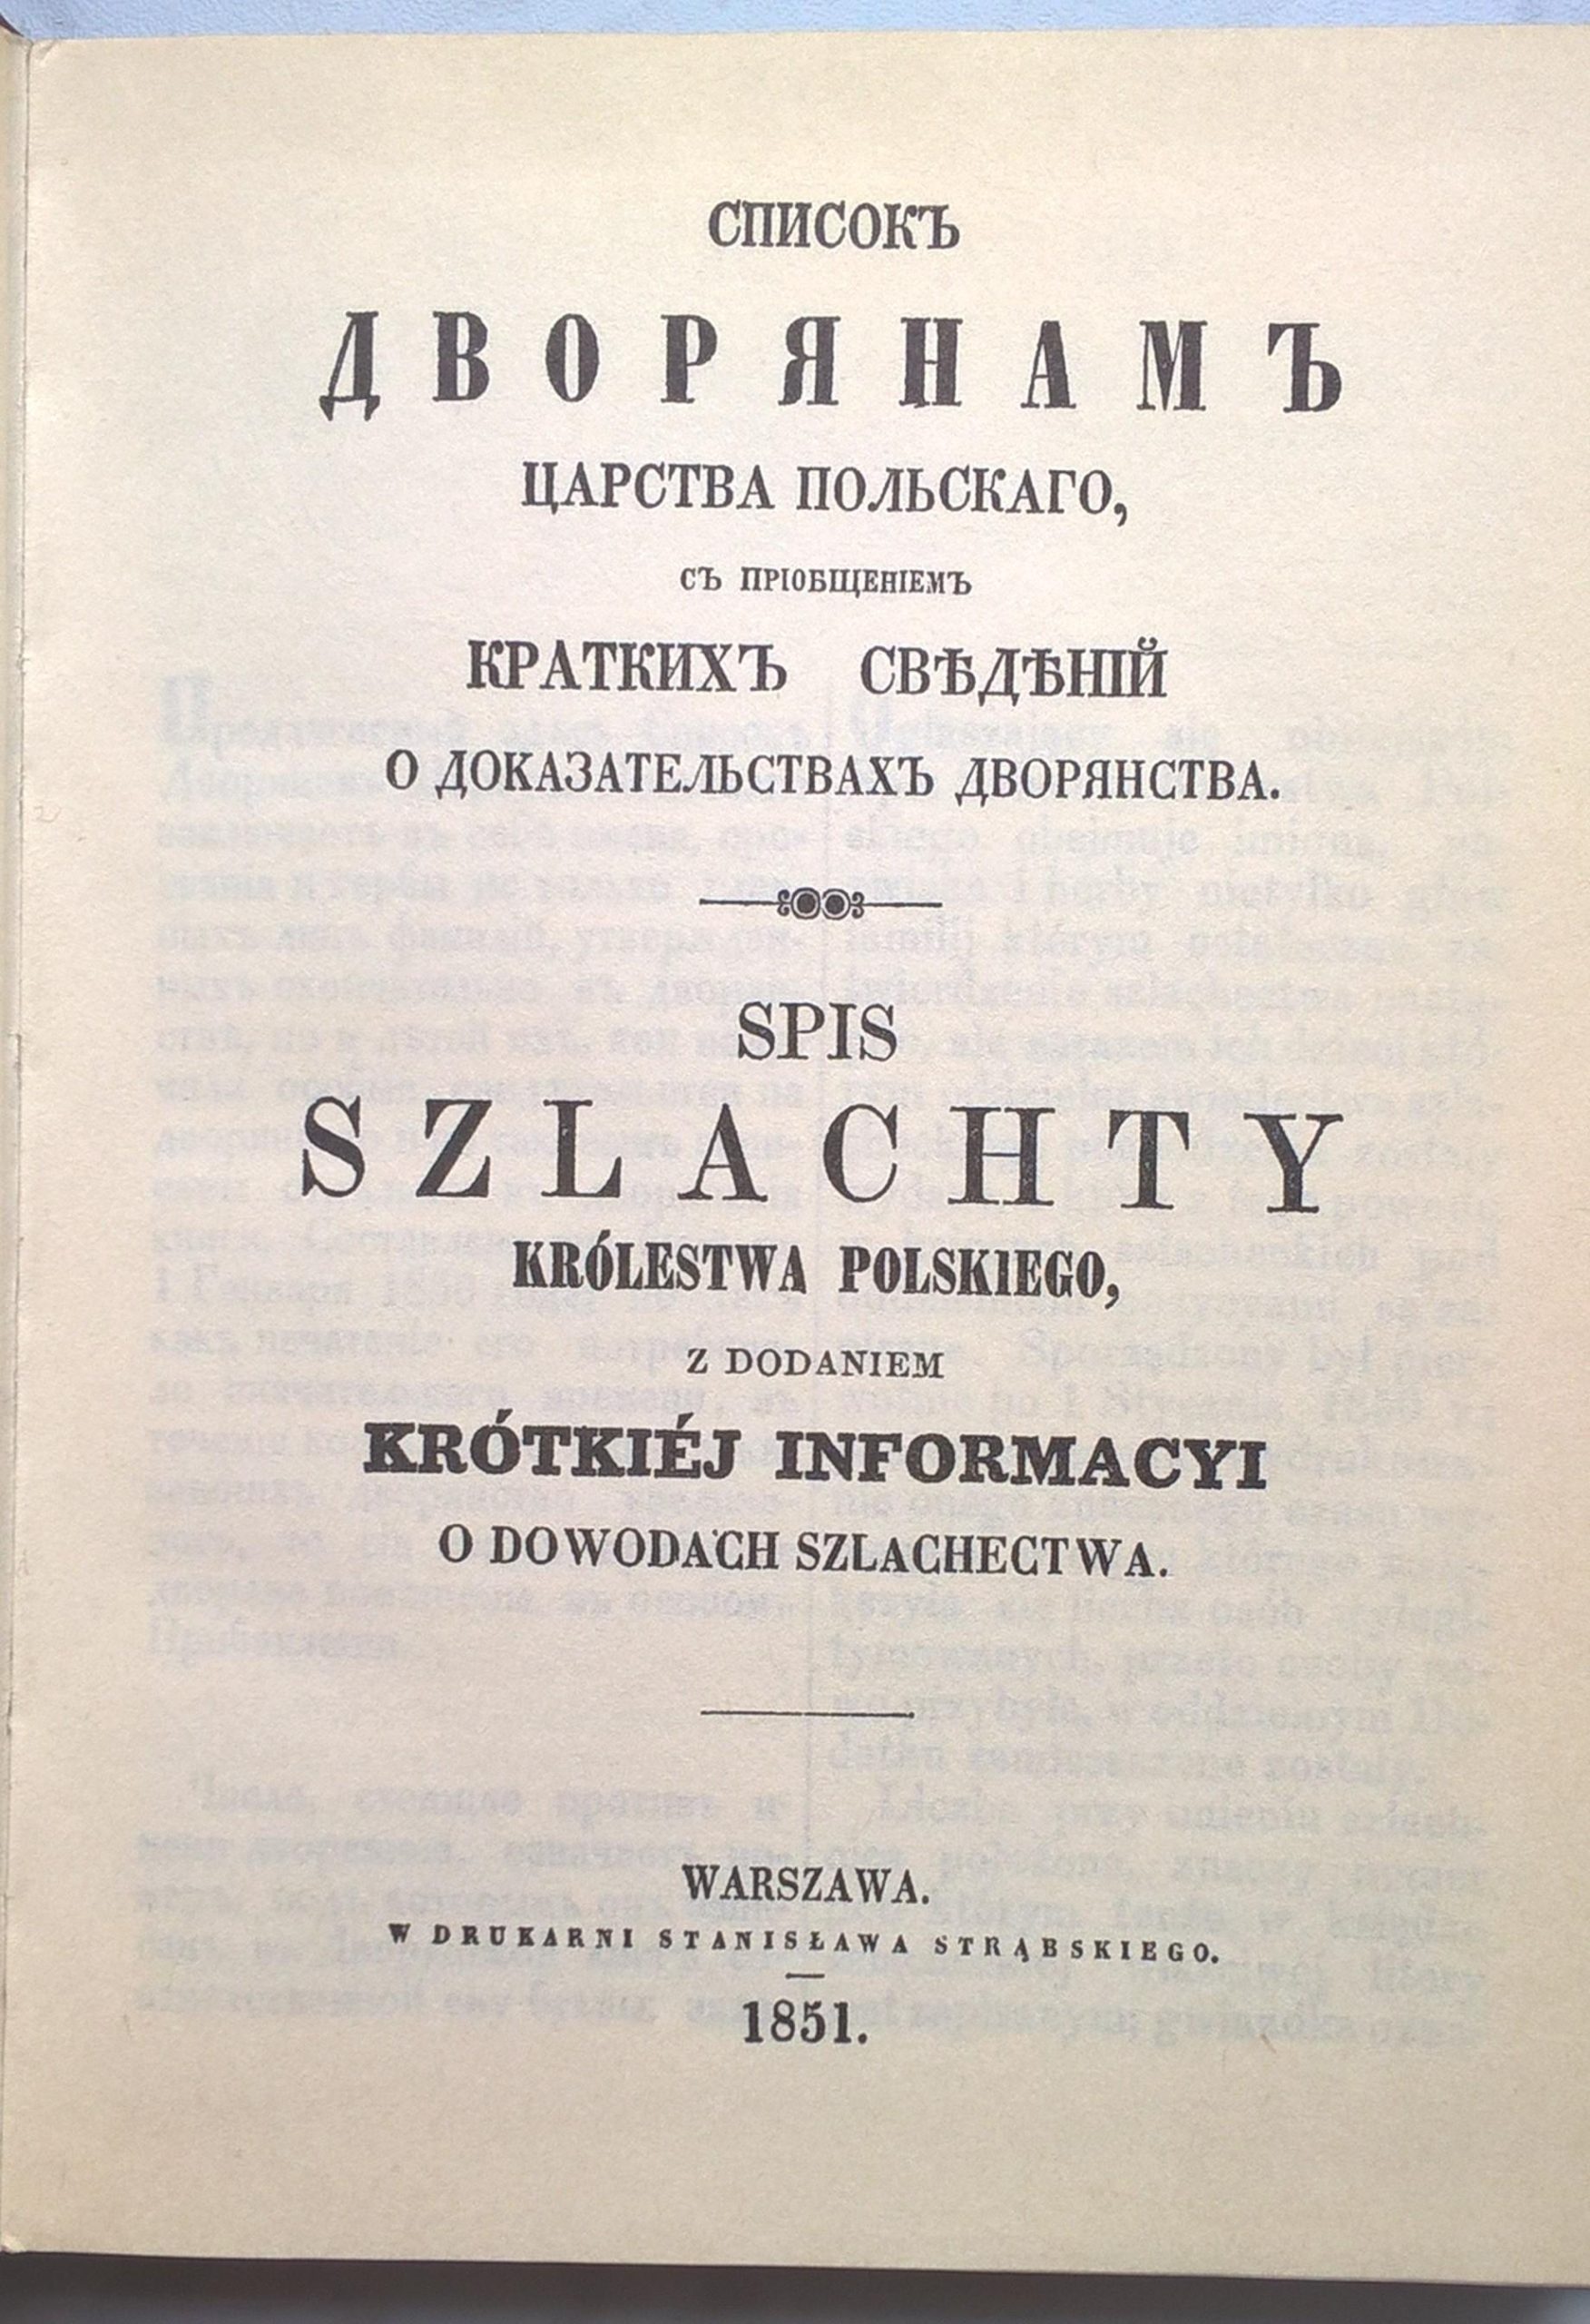 СПИСОКЪ
ДВОРЯНАМЪ
ЦАРСТВА ПОЛЬСКАГО,
СЪ ПРІОБЩЕНІЕМЪ
КРАТКИХЪ СВѢДѢНІЙ
О ДОКАЗАТЕЛЬСТВАХЪ ДВОРЯНСТВА.
SPIS
SZLACHTY
KRÓLESTWA POLSKIEGO,
Z DODANIEM
KRÓTKIÉJ INFORMACYI
O DOWODACH SZLACHECTWA.
WARSZAWA.
W DRUKARNI STANISŁAWA STRĄBSKIEGO.
1851.